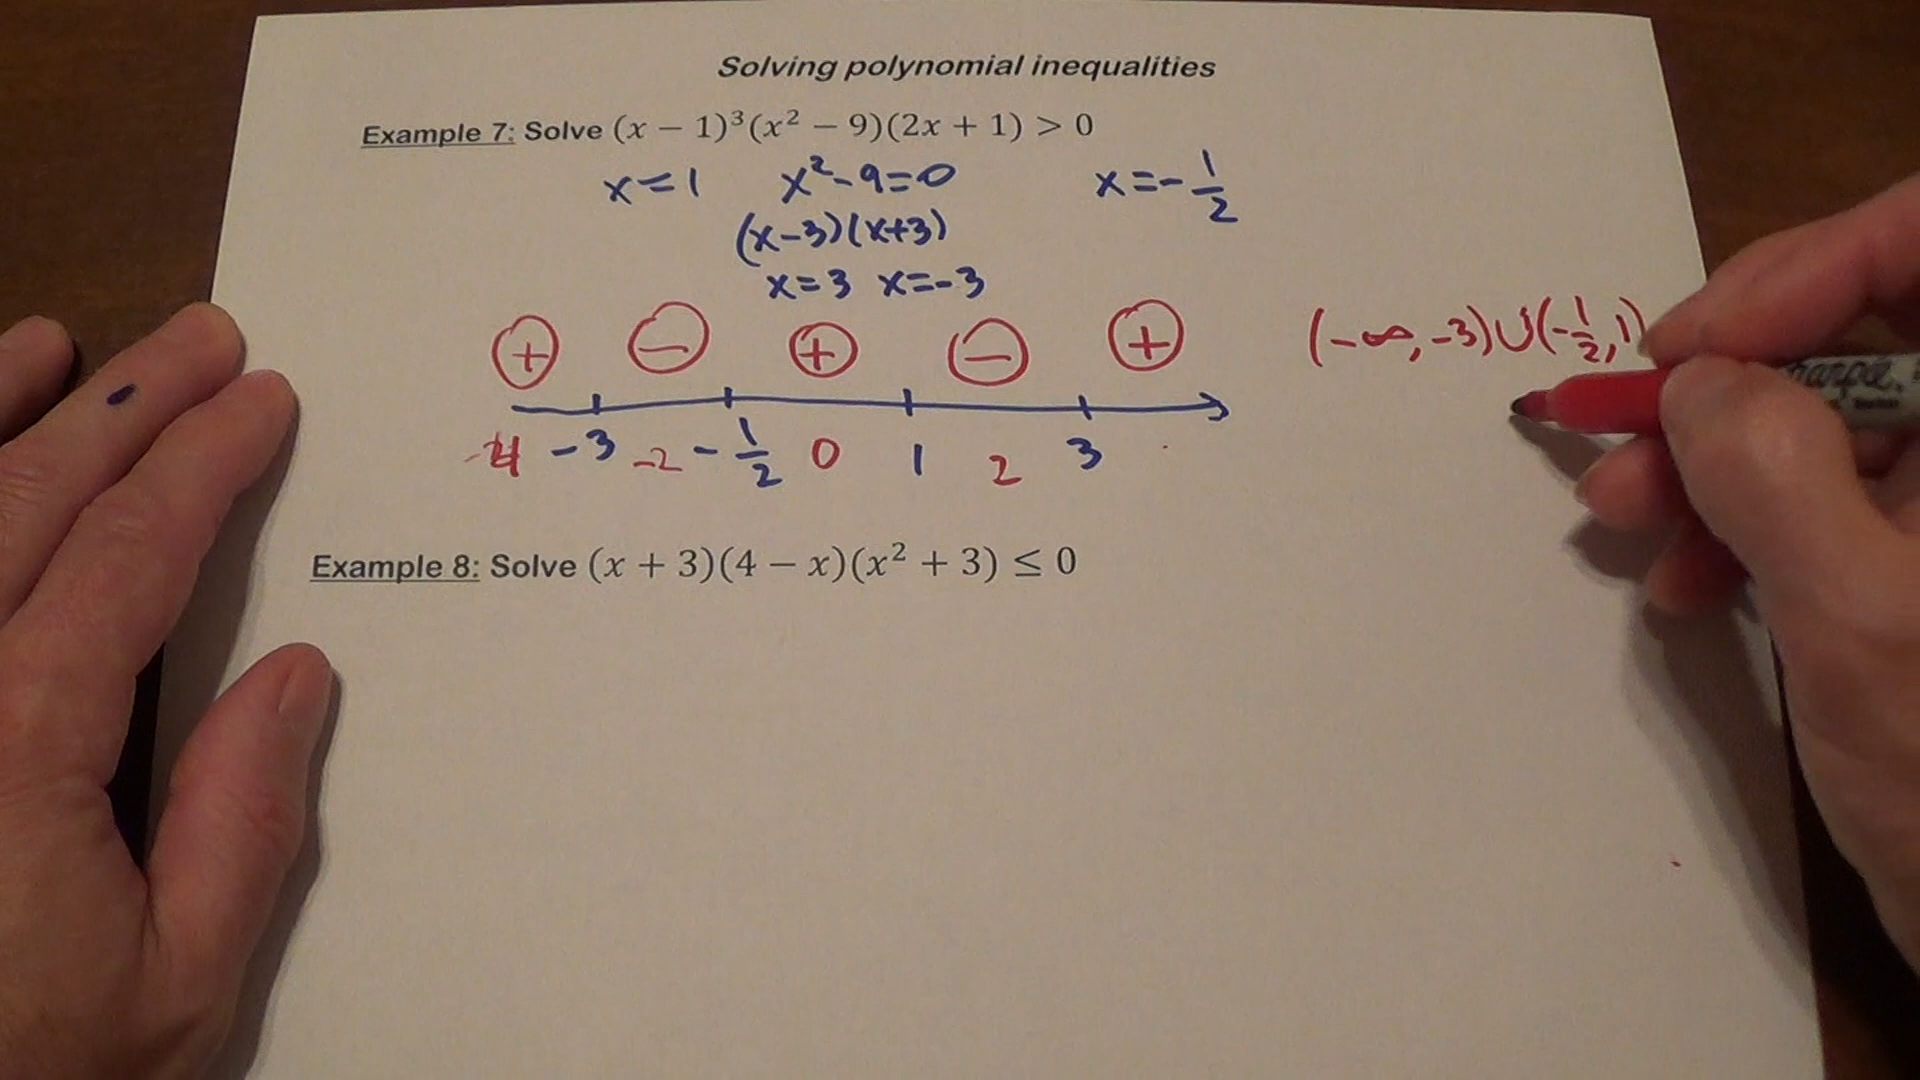 Solving polynomial inequalities
Example 7: Solve (x − 1)³(x² − 9)(2x + 1) > 0
x=1 x²-9=0 x=-1/2
(x-3)(x+3)
x=3 x=-3
+ − + − + (-∞,-3)∪(-1/2,1)
-4 -3 -2 -1/2 0 1 2 3
Example 8: Solve (x + 3)(4 − x)(x² + 3) ≤ 0